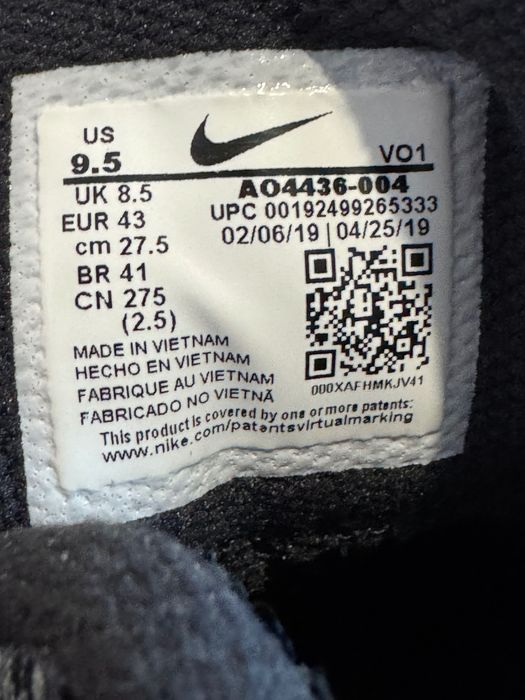 US
9.5
VO1
UK 8.5
AO4436-004
EUR 43
UPC 00192499265333
cm 27.5
02/06/19 | 04/25/19
BR 41
CN 275
(2.5)
MADE IN VIETNAM
HECHO EN VIETNAM
FABRIQUE AU VIETNAM
FABRICADO NO VIETNÃ
000XAFHMKJV41
This product is covered by one or more patents:
www.nike.com/patentsvirtualmarking